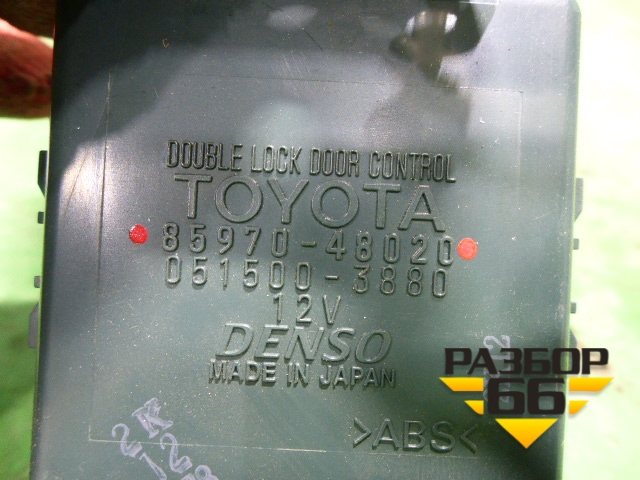 DOUBLE LOCK DOOR CONTROL
TOYOTA
85970-48020
051500-3880
12V
DENSO
MADE IN JAPAN
>ABS<
РАЗБОР
66